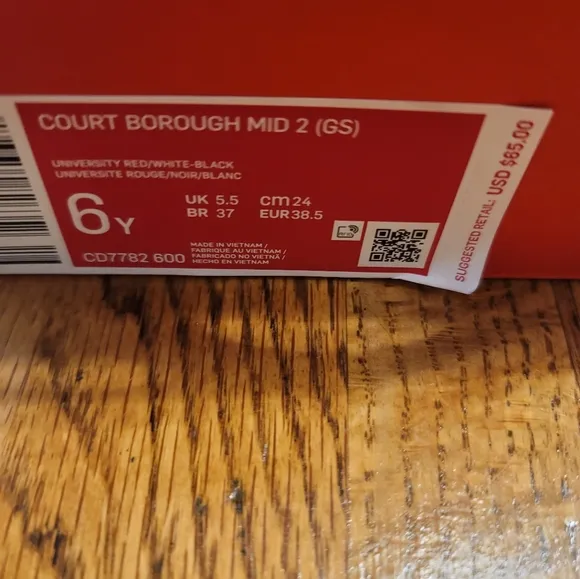 COURT BOROUGH MID 2 (GS)
UNIVERSITY RED/WHITE-BLACK
UNIVERSITE ROUGE/NOIR/BLANC
6Y
UK 5.5 cm 24
BR 37 EUR 38.5
CD7782 600
MADE IN VIETNAM /
FABRIQUE AU VIETNAM /
FABRICADO NO VIETNÃ /
HECHO EN VIETNAM
SUGGESTED RETAIL: USD $65.00